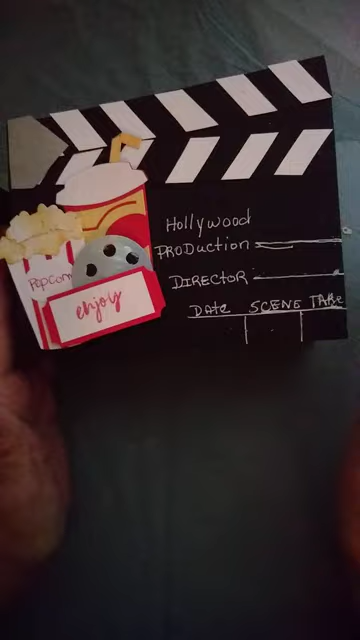 Hollywood
PRODuction
DIRECTOR
Date SCENE TAKE
POPCORN
enjoy